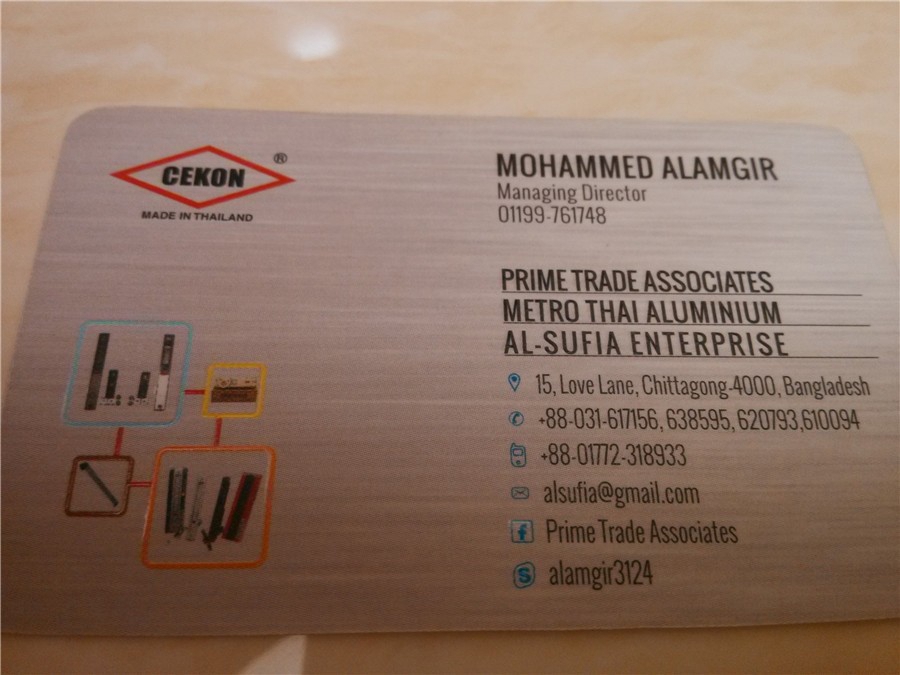 CEKON ®
MADE IN THAILAND
MOHAMMED ALAMGIR
Managing Director
01199-761748
PRIME TRADE ASSOCIATES
METRO THAI ALUMINIUM
AL-SUFIA ENTERPRISE
15, Love Lane, Chittagong-4000, Bangladesh
+88-031-617156, 638595, 620793,610094
+88-01772-318933
alsufia@gmail.com
f Prime Trade Associates
S alamgir3124